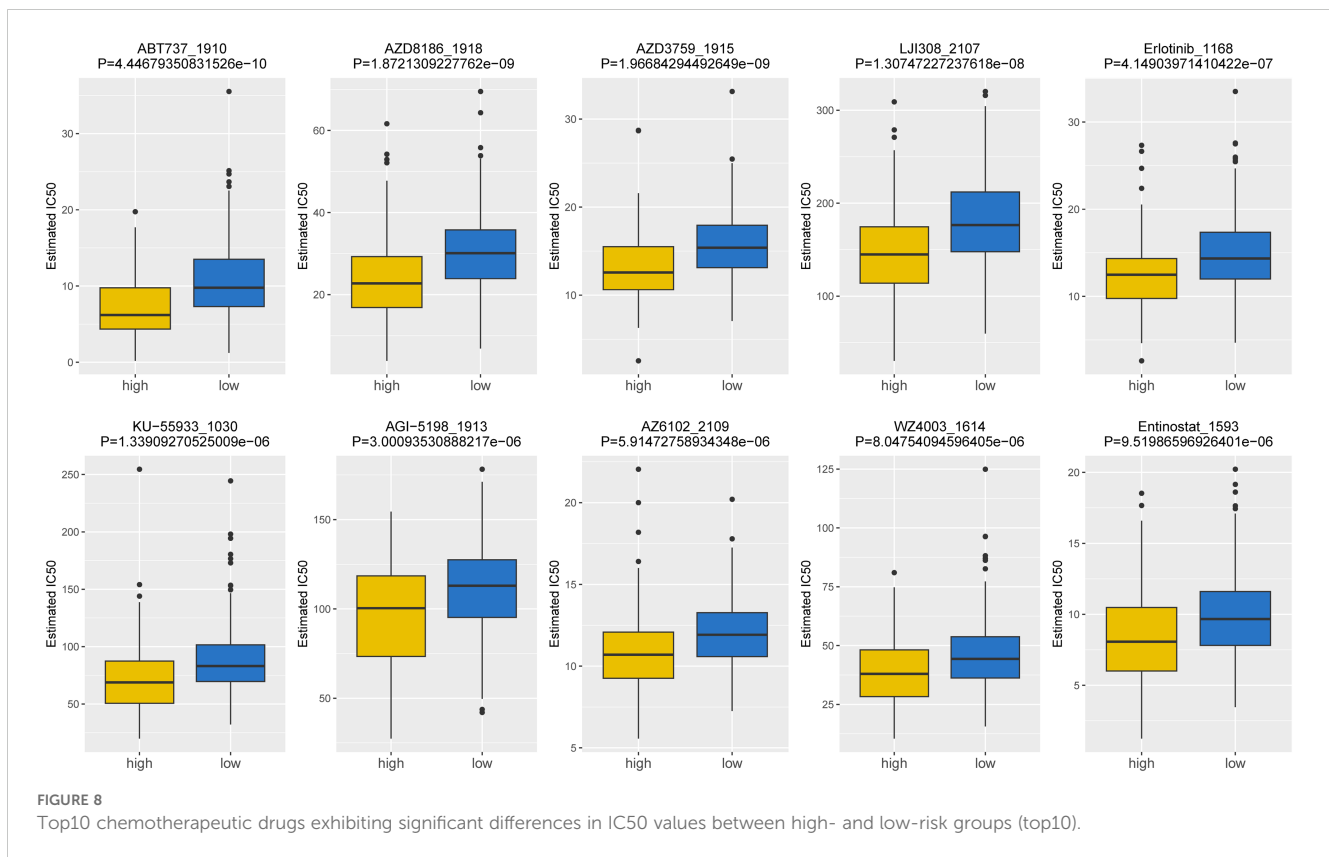 ABT737_1910
P=4.44679350831526e−10
Estimated IC50
30
20
10
0
high low
AZD8186_1918
P=1.8721309227762e−09
Estimated IC50
60
40
20
high low
AZD3759_1915
P=1.96684294492649e−09
Estimated IC50
30
20
10
high low
LJI308_2107
P=1.30747227237618e−08
Estimated IC50
300
200
100
high low
Erlotinib_1168
P=4.14903971410422e−07
Estimated IC50
30
20
10
high low
KU−55933_1030
P=1.33909270525009e−06
Estimated IC50
250
200
150
100
50
high low
AGI−5198_1913
P=3.00093530888217e−06
Estimated IC50
150
100
50
high low
AZ6102_2109
P=5.91472758934348e−06
Estimated IC50
20
15
10
5
high low
WZ4003_1614
P=8.04754094596405e−06
Estimated IC50
125
100
75
50
25
high low
Entinostat_1593
P=9.51986596926401e−06
Estimated IC50
20
15
10
5
high low
FIGURE 8
Top10 chemotherapeutic drugs exhibiting significant differences in IC50 values between high- and low-risk groups (top10).